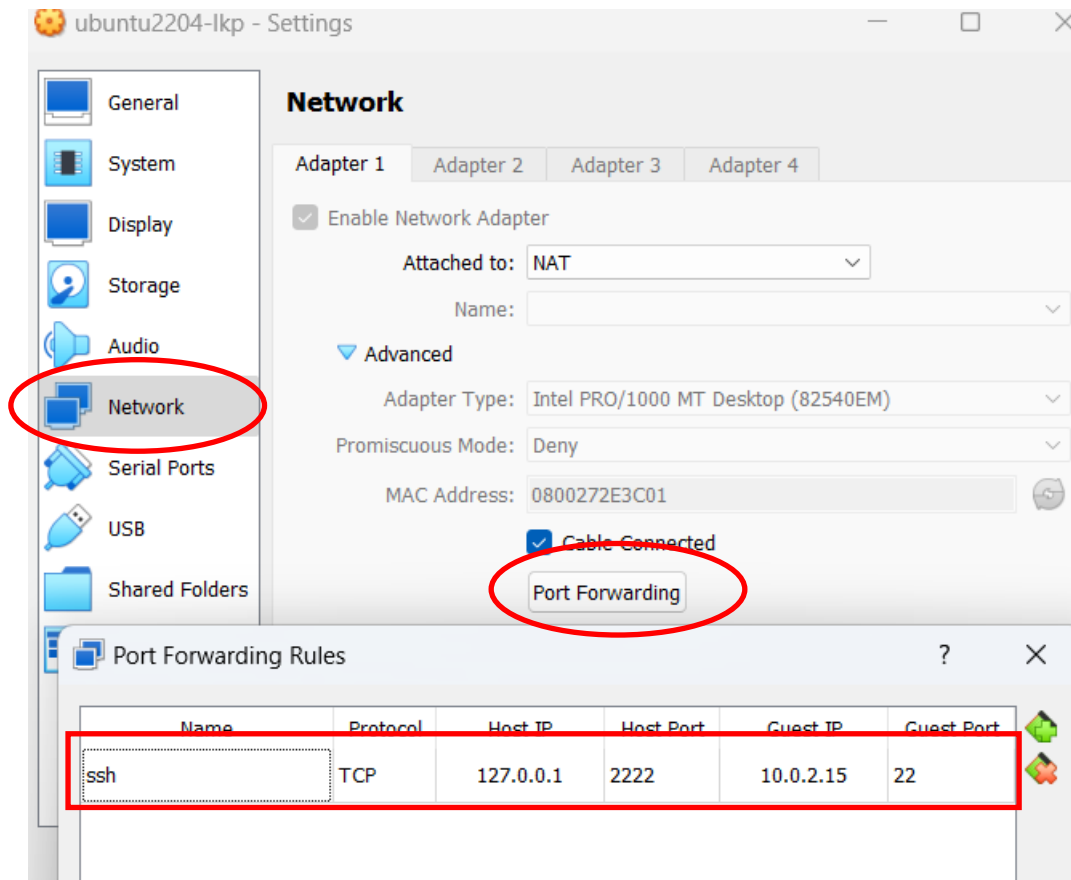 ubuntu2204-lkp - Settings
General
System
Display
Storage
Audio
Network
Serial Ports
USB
Shared Folders
Network
Adapter 1 Adapter 2 Adapter 3 Adapter 4
Enable Network Adapter
Attached to: NAT
Name:
Advanced
Adapter Type: Intel PRO/1000 MT Desktop (82540EM)
Promiscuous Mode: Deny
MAC Address: 0800272E3C01
Cable Connected
Port Forwarding
Port Forwarding Rules ?
Name Protocol Host IP Host Port Guest IP Guest Port
ssh TCP 127.0.0.1 2222 10.0.2.15 22